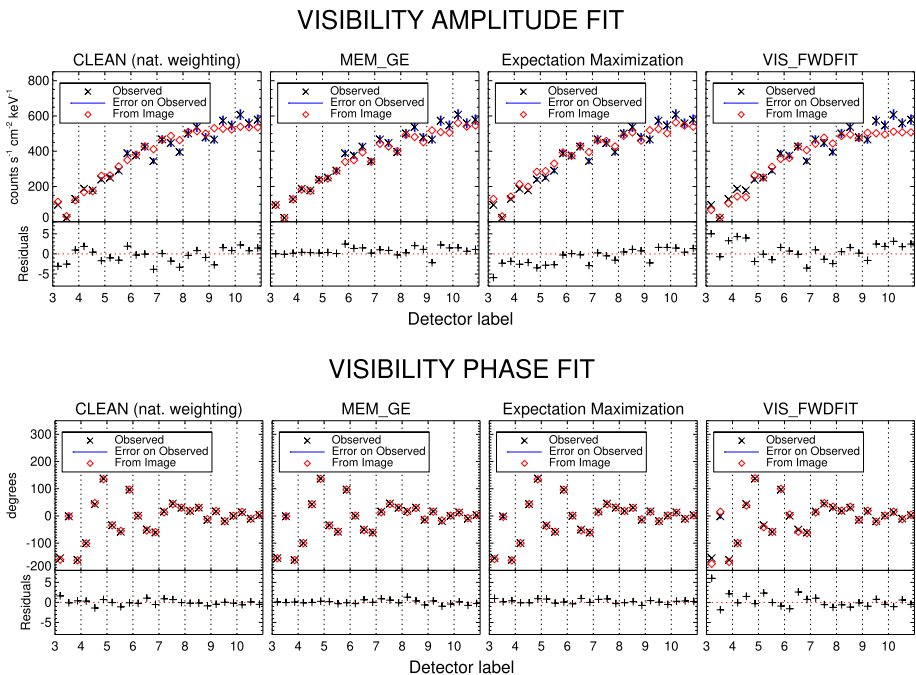 VISIBILITY AMPLITUDE FIT
CLEAN (nat. weighting) MEM_GE Expectation Maximization VIS_FWDFIT
800
Observed Observed Observed Observed
Error on Observed Error on Observed Error on Observed Error on Observed
From Image From Image From Image From Image
600
400
200
0
counts s⁻¹ cm⁻² keV⁻¹
5
0
-5
Residuals
3 4 5 6 7 8 9 10 3 4 5 6 7 8 9 10 3 4 5 6 7 8 9 10 3 4 5 6 7 8 9 10
Detector label
VISIBILITY PHASE FIT
CLEAN (nat. weighting) MEM_GE Expectation Maximization VIS_FWDFIT
300
Observed Observed Observed Observed
Error on Observed Error on Observed Error on Observed Error on Observed
From Image From Image From Image From Image
200
100
0
-100
-200
degrees
5
0
-5
Residuals
3 4 5 6 7 8 9 10 3 4 5 6 7 8 9 10 3 4 5 6 7 8 9 10 3 4 5 6 7 8 9 10
Detector label